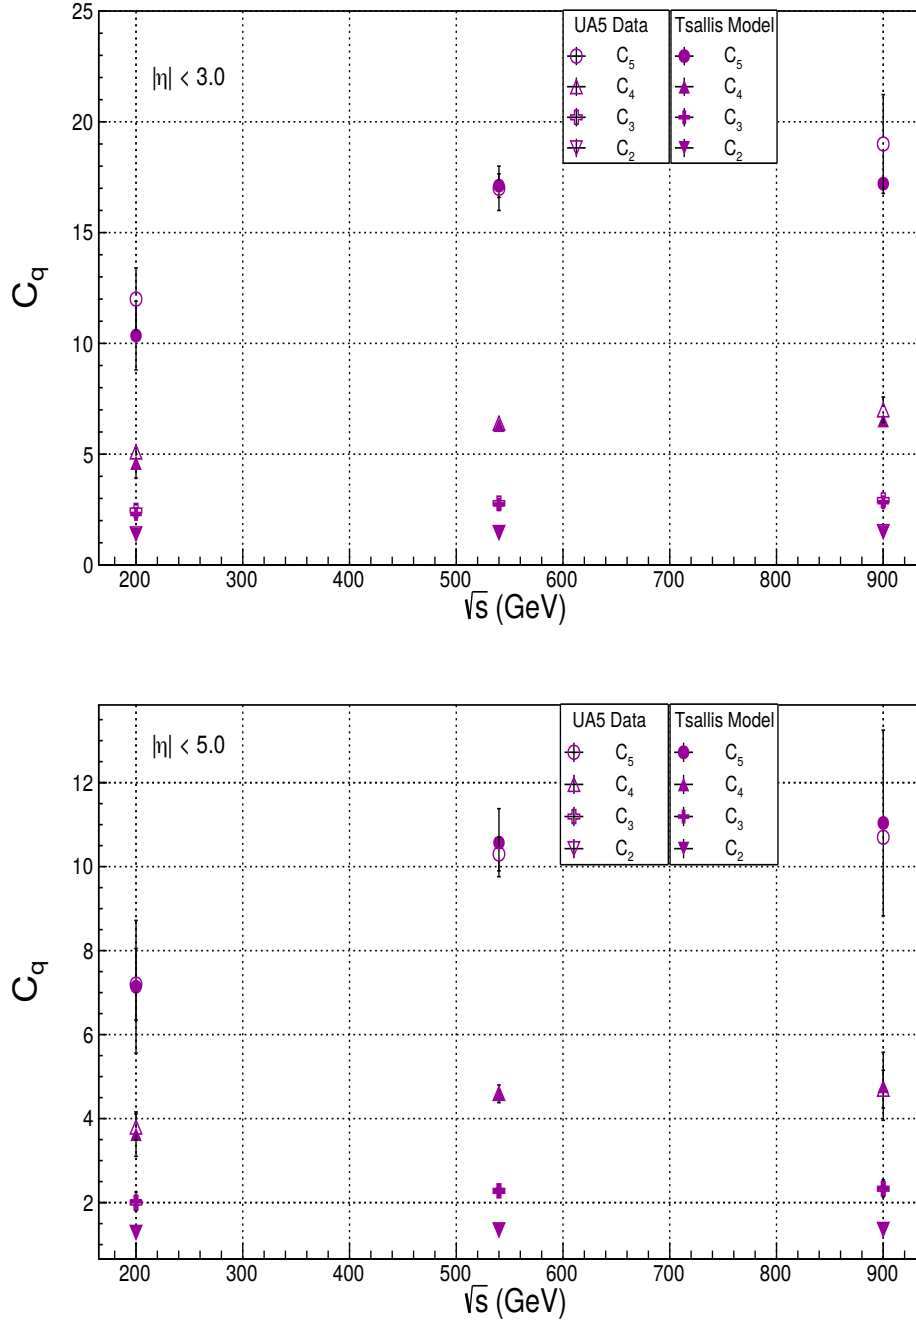 25
20
15
10
5
0
C_q
|η| < 3.0
UA5 Data
C_5
C_4
C_3
C_2
Tsallis Model
C_5
C_4
C_3
C_2
200 300 400 500 600 700 800 900
√s (GeV)
12
10
8
6
4
2
C_q
|η| < 5.0
UA5 Data
C_5
C_4
C_3
C_2
Tsallis Model
C_5
C_4
C_3
C_2
200 300 400 500 600 700 800 900
√s (GeV)